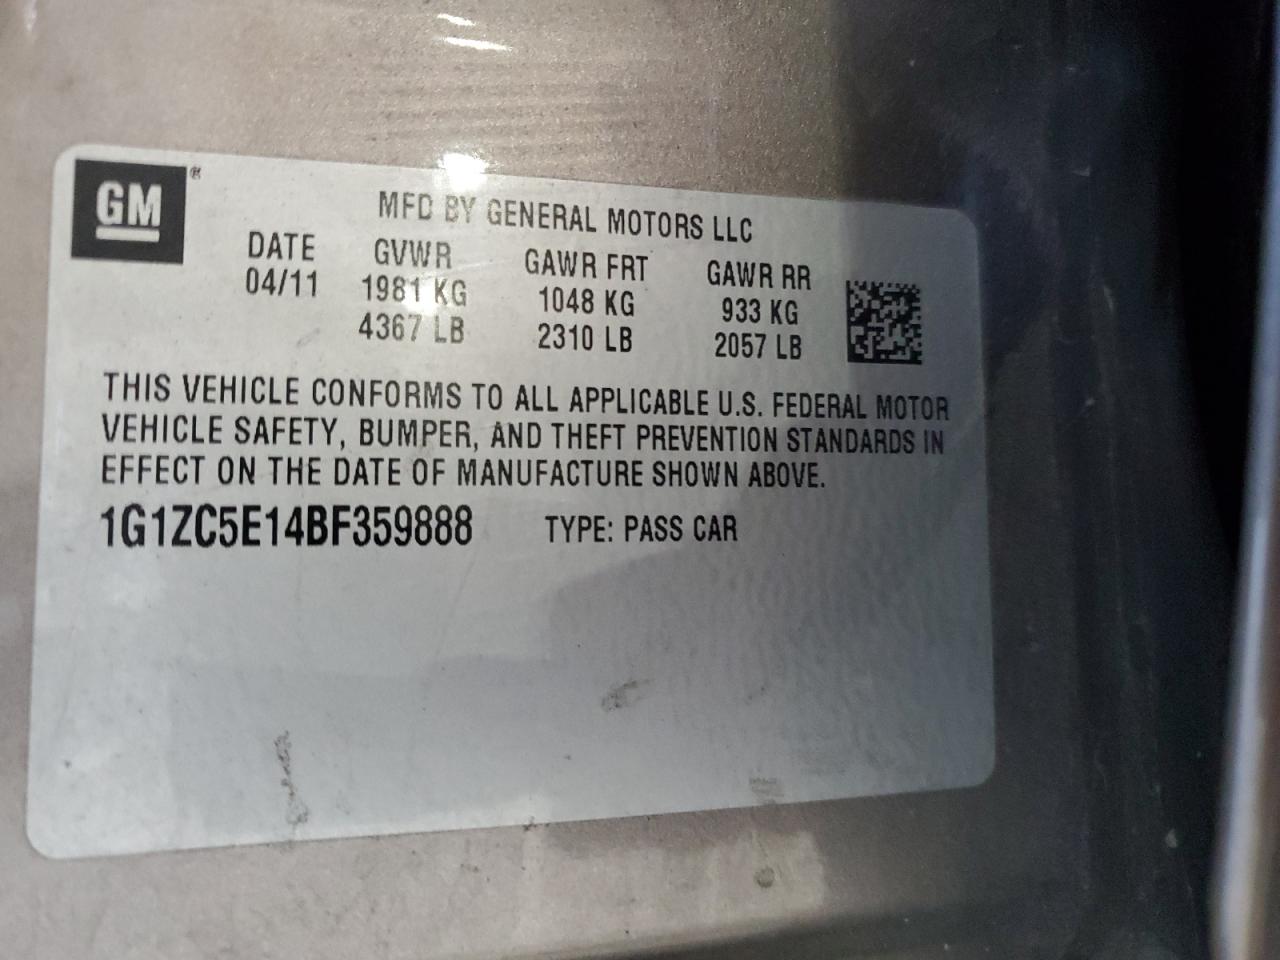 GM®
MFD BY GENERAL MOTORS LLC
DATE GVWR GAWR FRT GAWR RR
04/11 1981 KG 1048 KG 933 KG
4367 LB 2310 LB 2057 LB
THIS VEHICLE CONFORMS TO ALL APPLICABLE U.S. FEDERAL MOTOR
VEHICLE SAFETY, BUMPER, AND THEFT PREVENTION STANDARDS IN
EFFECT ON THE DATE OF MANUFACTURE SHOWN ABOVE.
1G1ZC5E14BF359888 TYPE: PASS CAR